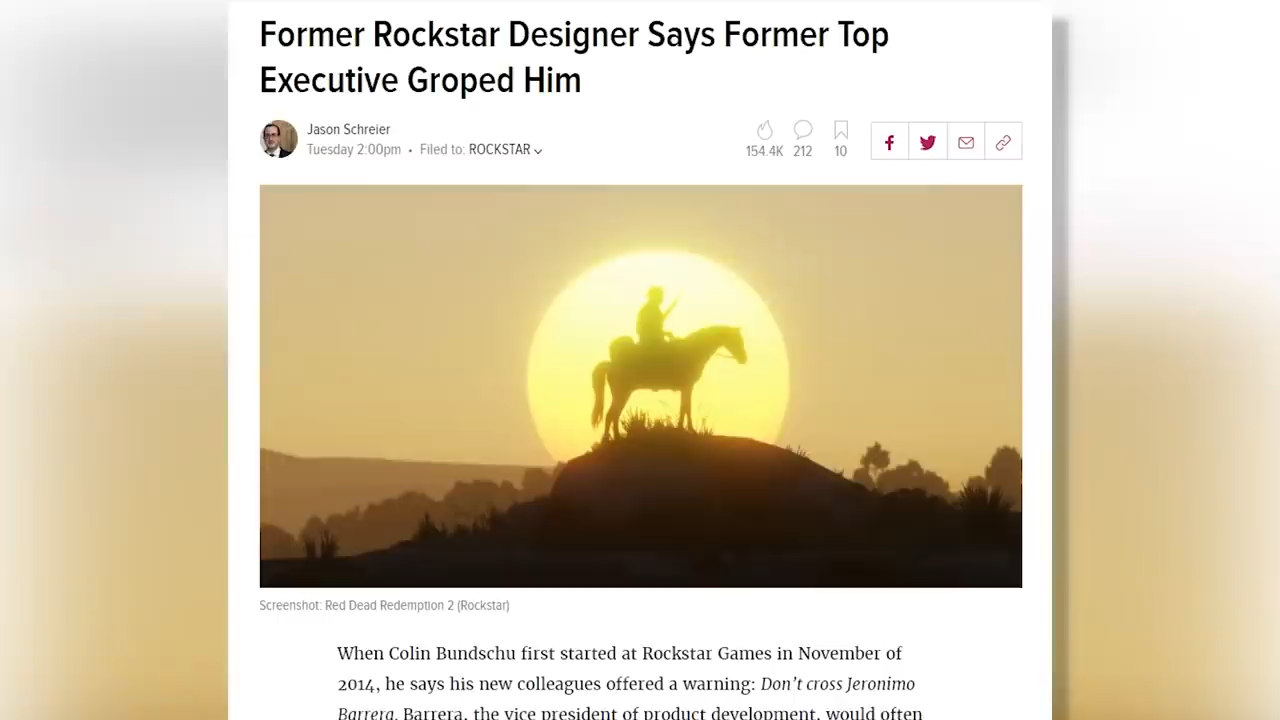 Former Rockstar Designer Says Former Top
Executive Groped Him
Jason Schreier
Tuesday 2:00pm • Filed to: ROCKSTAR
154.4K 212 10
Screenshot: Red Dead Redemption 2 (Rockstar)
When Colin Bundschu first started at Rockstar Games in November of
2014, he says his new colleagues offered a warning: Don’t cross Jeronimo
Barrera. Barrera, the vice president of product development, would often